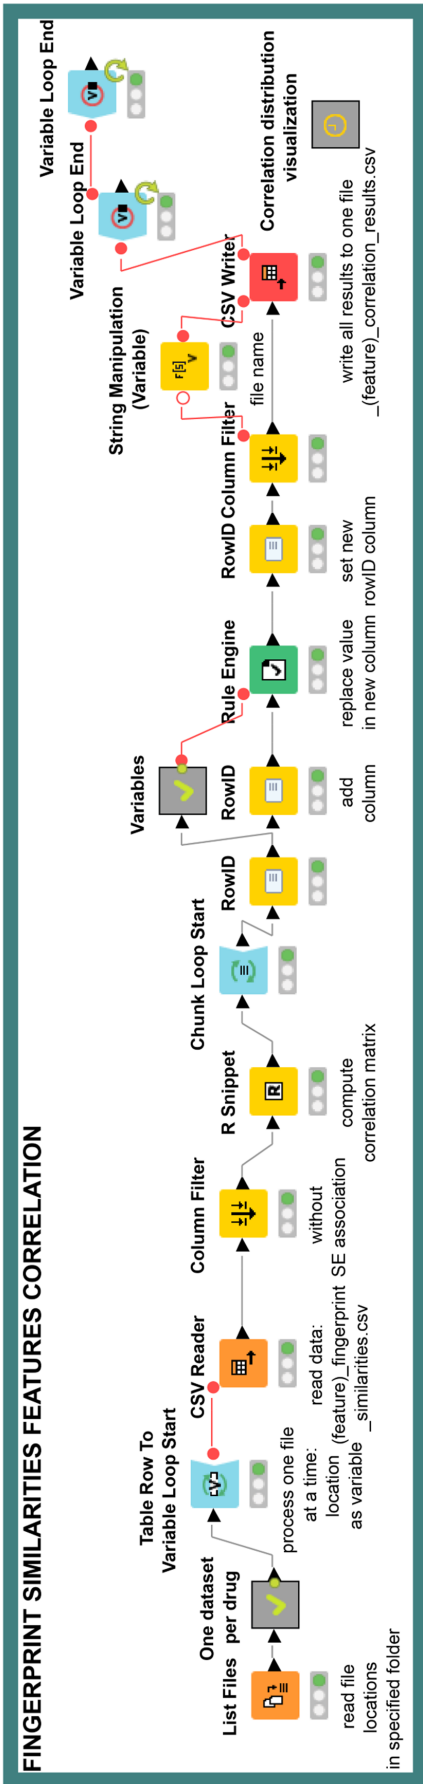 FINGERPRINT SIMILARITIES FEATURES CORRELATION
List Files
read file
locations
in specified folder
One dataset
per drug
Table Row To
Variable Loop Start
process one file
at a time:
location
as variable
CSV Reader
read data:
(feature)_fingerprint
_similarities.csv
Column Filter
without
SE association
R Snippet
R
compute
correlation matrix
Chunk Loop Start
RowID
Variables
RowID
add
column
Rule Engine
replace value
in new column
RowID
set new
rowID column
Column Filter
String Manipulation
(Variable)
F[S]
V
file name
CSV Writer
write all results to one file
_(feature)_correlation_results.csv
Variable Loop End
V
Variable Loop End
V
Correlation distribution
visualization